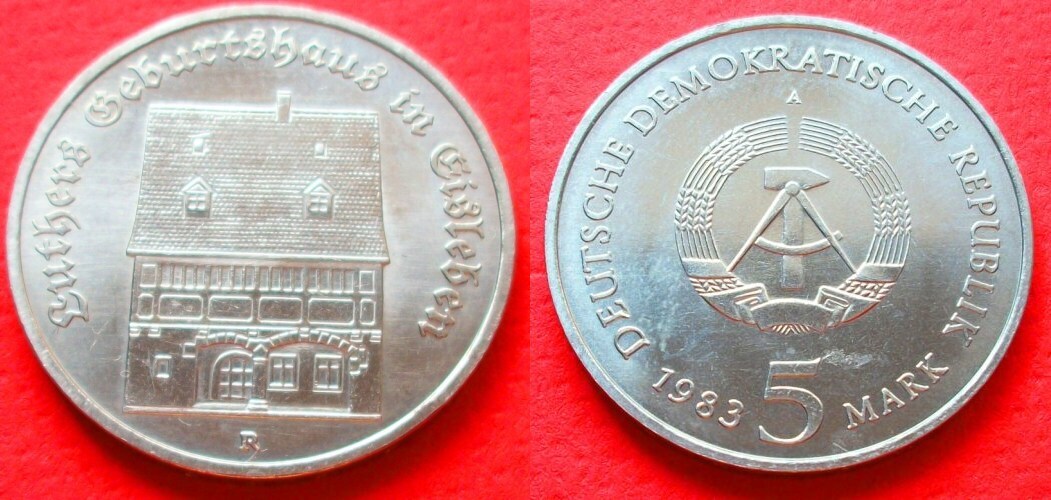 Luthers Geburtshaus in Eisleben
R
DEUTSCHE DEMOKRATISCHE REPUBLIK
A
1983 5 MARK